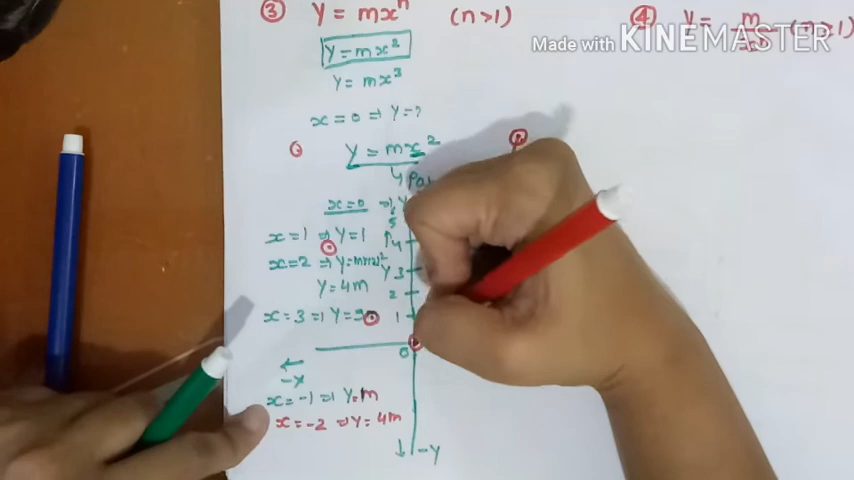 ③ Y = mxⁿ (n>1)
④ Y = m (n>1)
Made with KINEMASTER
Y = mx²
Y = mx³
x = 0 ⇒ Y = ?
Y = mx²
x=0 ⇒ Y
5
x = 1 ⇒ Y = 1
4
x=2 ⇒
Y 3
Y = 4m
2
x = 3 ⇒ Y =
1
0
←
-x
x = -1 ⇒ Y = m
x = -2 ⇒ Y = 4m
↓ -Y